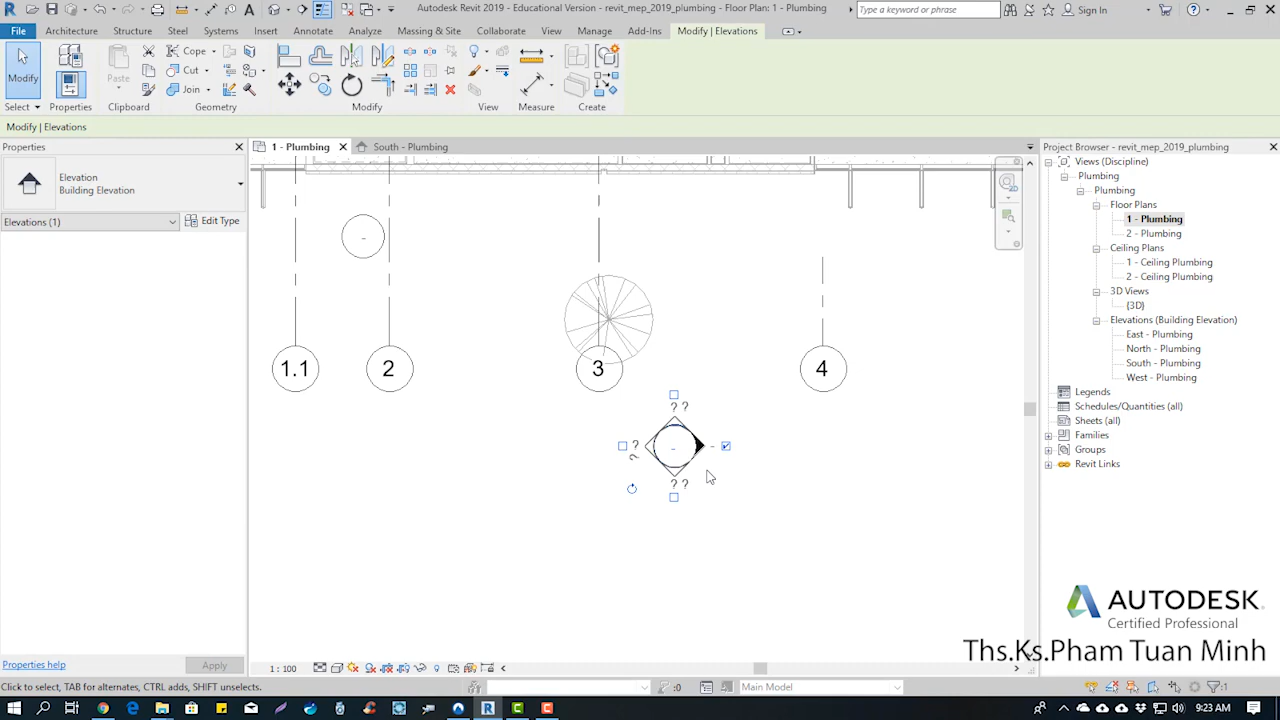 Autodesk Revit 2019 - Educational Version - revit_mep_2019_plumbing - Floor Plan: 1 - Plumbing
Type a keyword or phrase
Sign In
File Architecture Structure Steel Systems Insert Annotate Analyze Massing & Site Collaborate View Manage Add-Ins Modify | Elevations
Modify
Properties
Paste
Cope
Cut
Join
Select Properties Clipboard Geometry Modify View Measure Create
Modify | Elevations
Properties
1 - Plumbing
South - Plumbing
Project Browser - revit_mep_2019_plumbing
Elevation
Building Elevation
Elevations (1)
Edit Type
Views (Discipline)
Plumbing
Plumbing
Floor Plans
1 - Plumbing
2 - Plumbing
Ceiling Plans
1 - Ceiling Plumbing
2 - Ceiling Plumbing
3D Views
{3D}
Elevations (Building Elevation)
East - Plumbing
North - Plumbing
South - Plumbing
West - Plumbing
Legends
Schedules/Quantities (all)
Sheets (all)
Families
Groups
Revit Links
1.1 2 3 4
? ?
?
?
? ?
AUTODESK.
Certified Professional
Ths.Ks.Pham Tuan Minh
Properties help
Apply
1 : 100
Click to select, TAB for alternates, CTRL adds, SHIFT unselects.
:0
Main Model
:1
9:23 AM